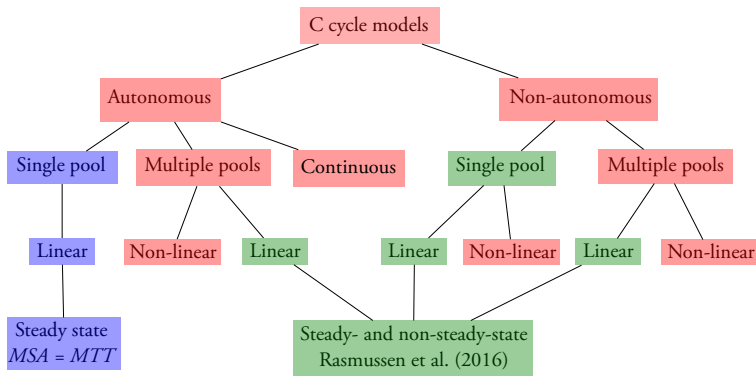 C cycle models
Autonomous
Non-autonomous
Single pool
Multiple pools
Continuous
Single pool
Multiple pools
Linear
Non-linear
Linear
Linear
Non-linear
Linear
Non-linear
Steady state
MSA = MTT
Steady- and non-steady-state
Rasmussen et al. (2016)